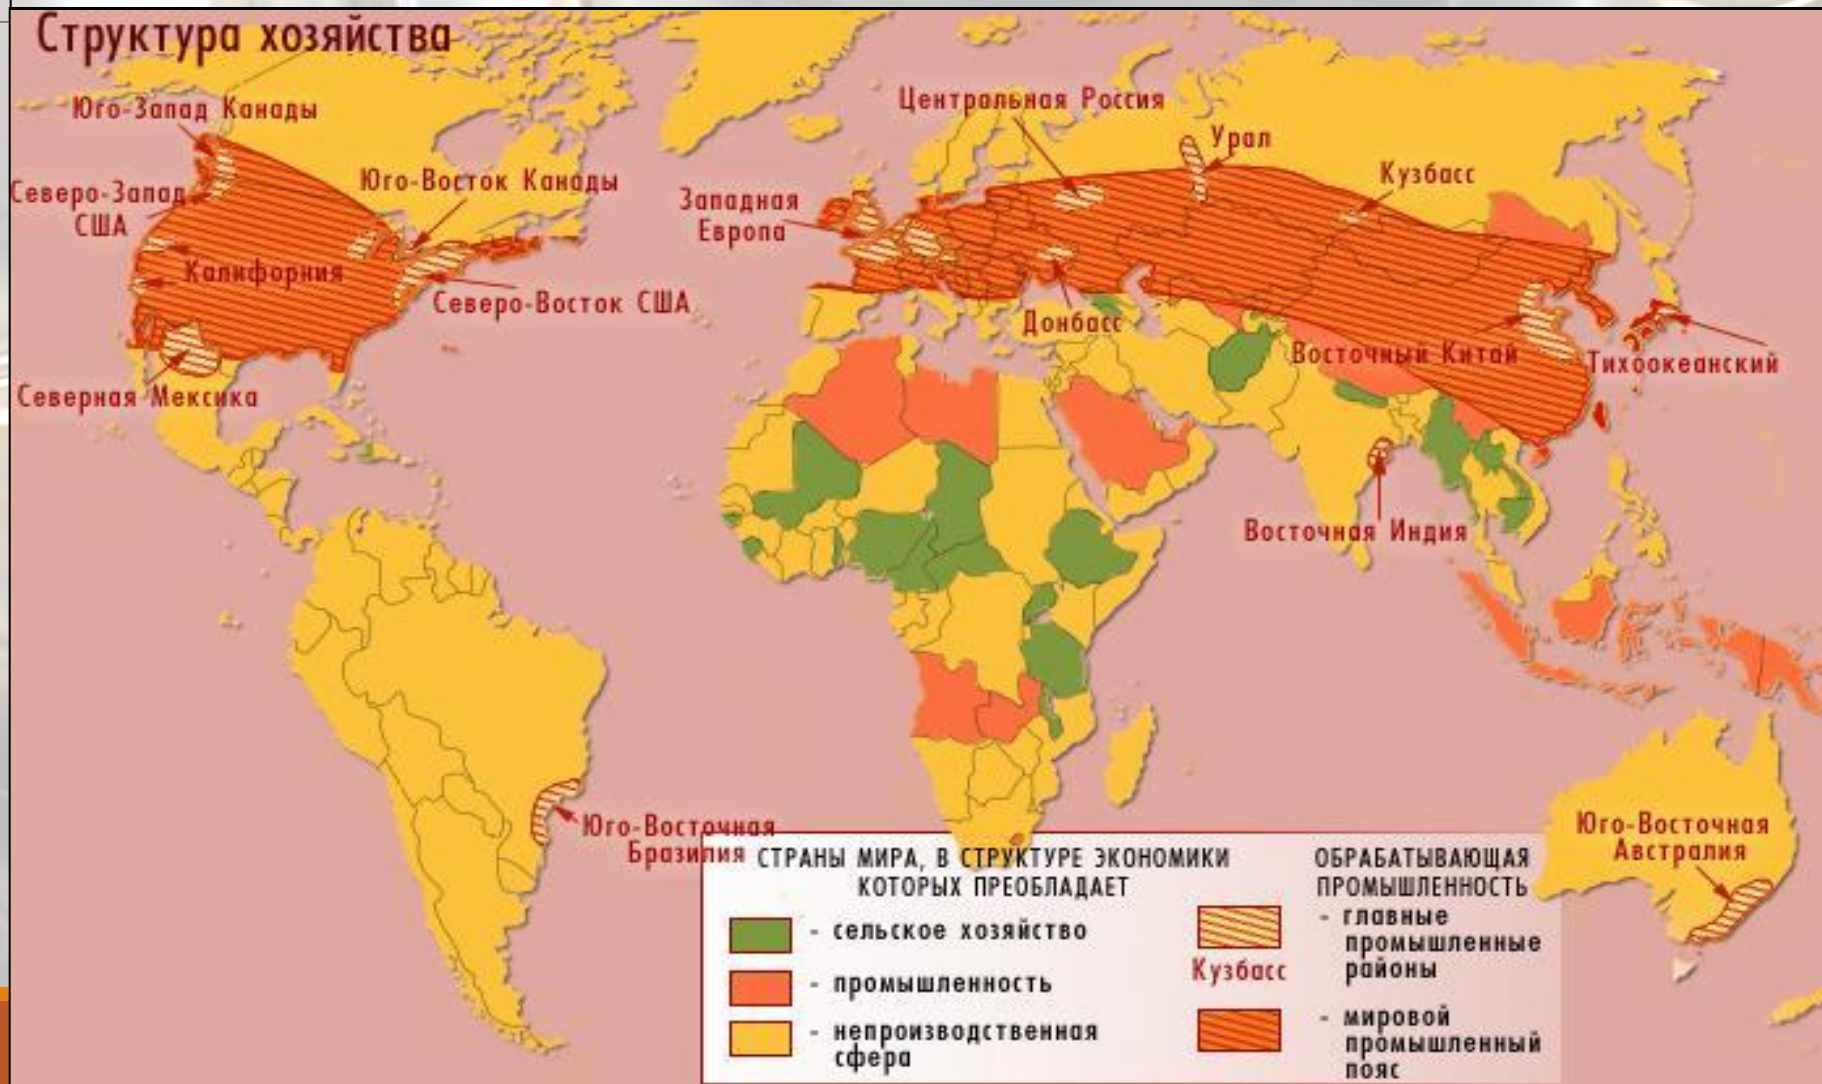 Структура хозяйства
Юго-Запад Канады
Северо-Запад
США
Юго-Восток Канады
Калифорния
Северо-Восток США
Северная Мексика
Центральная Россия
Урал
Кузбасс
Западная
Европа
Донбасс
Восточный Китай
Тихоокеанский
Восточная Индия
Юго-Восточная
Бразилия
Юго-Восточная
Австралия
СТРАНЫ МИРА, В СТРУКТУРЕ ЭКОНОМИКИ
КОТОРЫХ ПРЕОБЛАДАЕТ
- сельское хозяйство
- промышленность
- непроизводственная
сфера
ОБРАБАТЫВАЮЩАЯ
ПРОМЫШЛЕННОСТЬ
- главные
промышленные
районы
Кузбасс
- мировой
промышленный
пояс